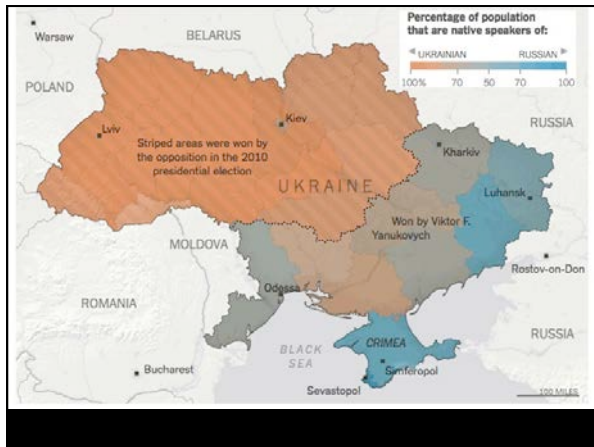 Percentage of population
that are native speakers of:
UKRAINIAN RUSSIAN
100% 70 50 70 100
Warsaw
BELARUS
POLAND
Kiev
Lviv
Striped areas were won by
the opposition in the 2010
presidential election
RUSSIA
Kharkiv
UKRAINE
Luhansk
Won by Viktor F.
Yanukovych
MOLDOVA
Rostov-on-Don
Odessa
ROMANIA
RUSSIA
BLACK
SEA
CRIMEA
Simferopol
Bucharest
Sevastopol
100 MILES